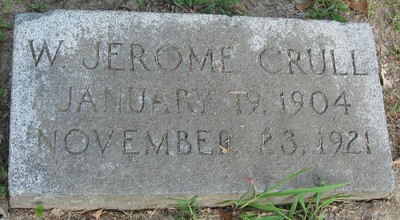 W. JEROME CRULL
JANUARY 19, 1904
NOVEMBER 23, 1921